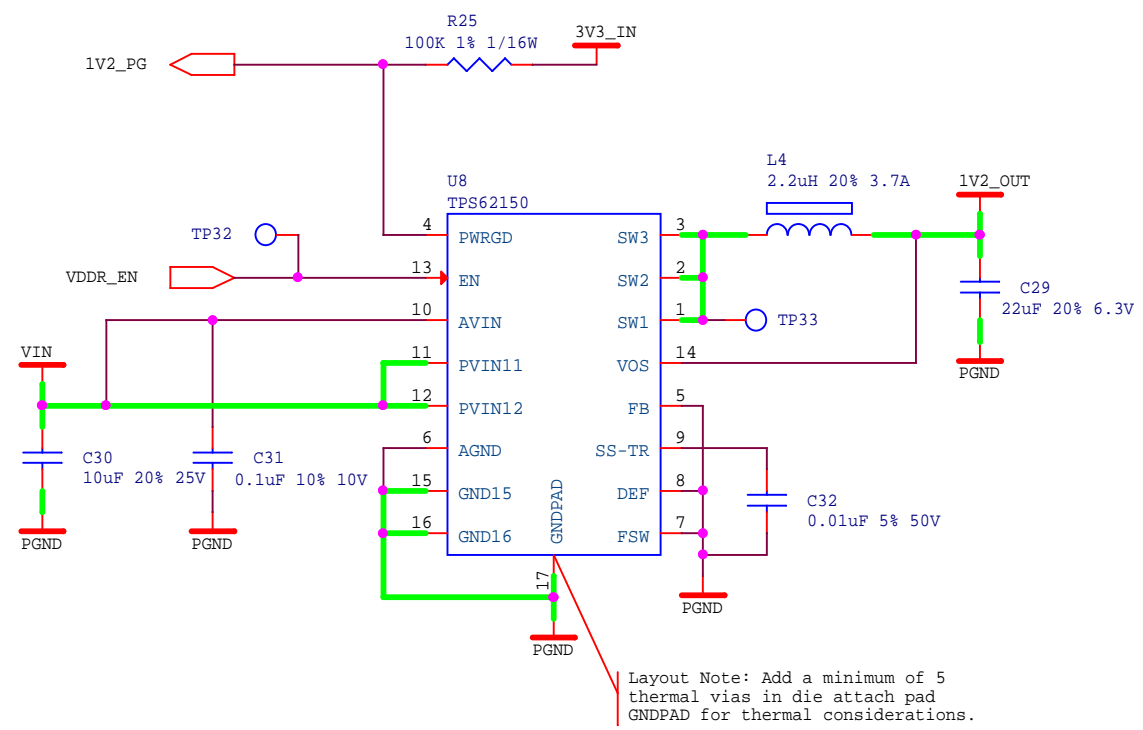 R25
100K 1% 1/16W
3V3_IN
1V2_PG
U8
TPS62150
L4
2.2uH 20% 3.7A
1V2_OUT
TP32
VDDR_EN
4 PWRGD
13 EN
10 AVIN
11 PVIN11
12 PVIN12
6 AGND
15 GND15
16 GND16
GNDPAD
17
SW3 3
SW2 2
SW1 1
VOS 14
FB 5
SS-TR 9
DEF 8
FSW 7
TP33
C29
22uF 20% 6.3V
PGND
VIN
C30
10uF 20% 25V
PGND
C31
0.1uF 10% 10V
PGND
C32
0.01uF 5% 50V
PGND
PGND
Layout Note: Add a minimum of 5
thermal vias in die attach pad
GNDPAD for thermal considerations.